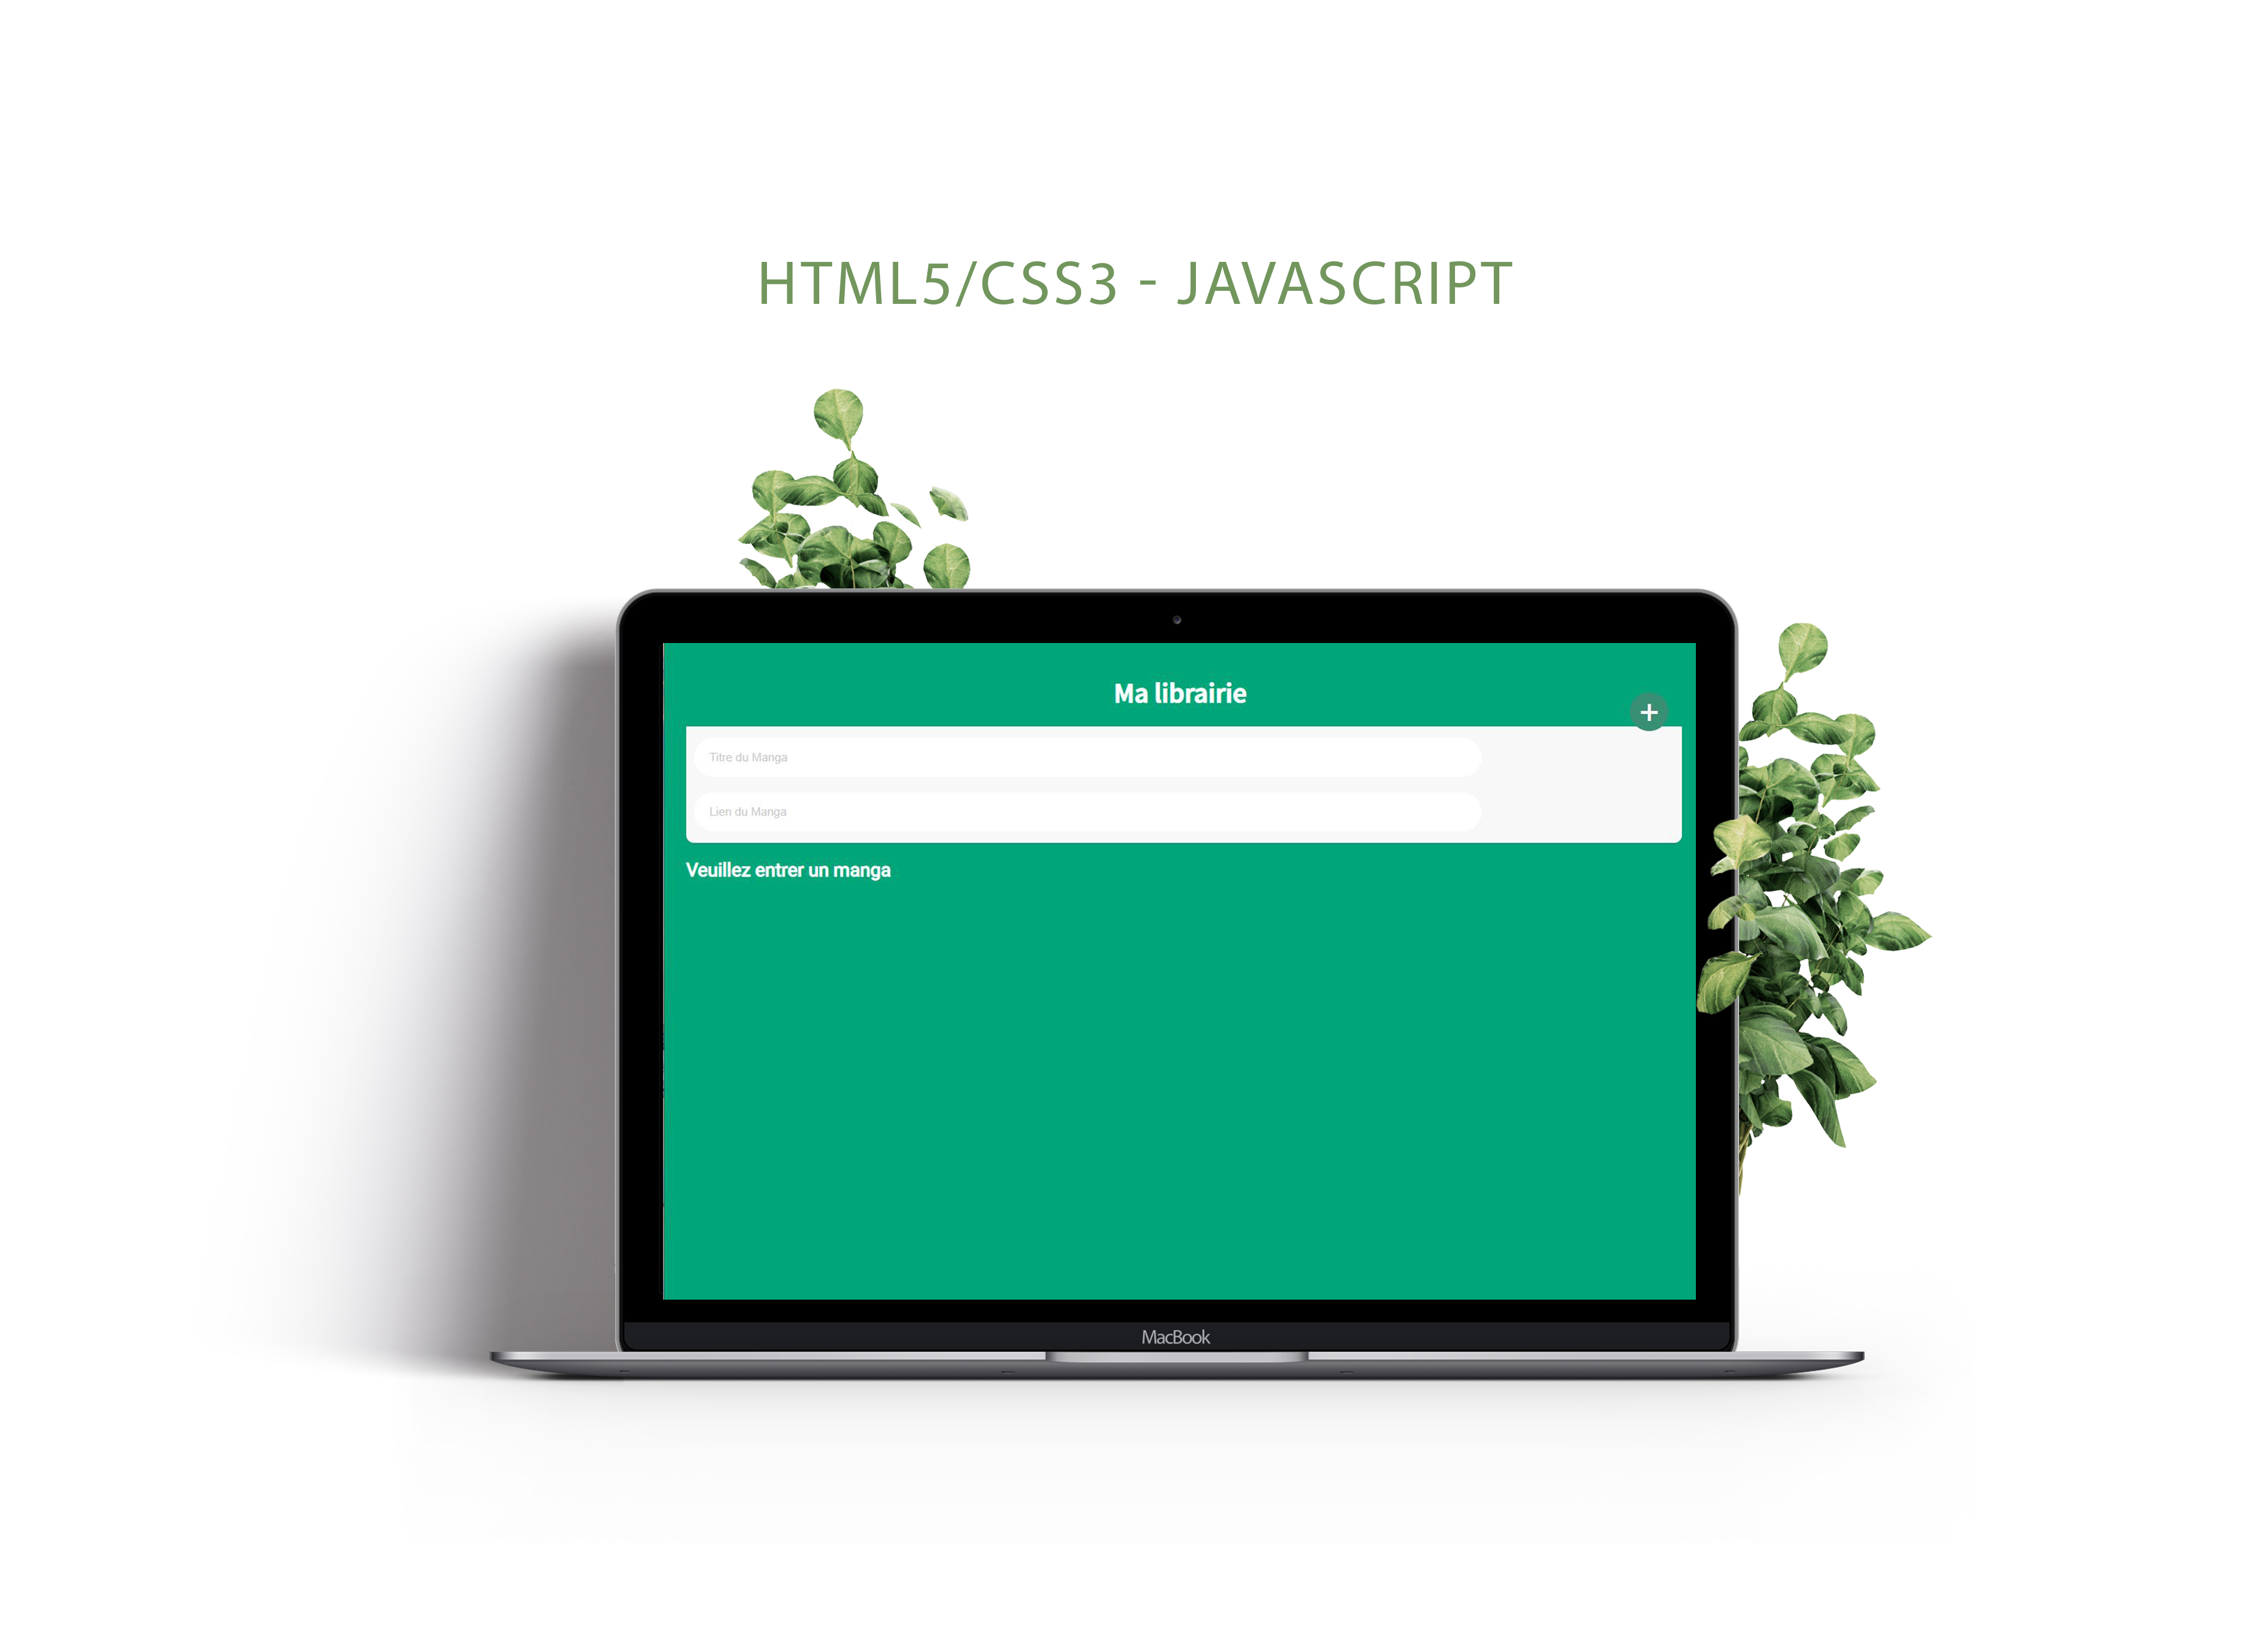 HTML5/CSS3 - JAVASCRIPT
Ma librairie
+
Titre du Manga
Lien du Manga
Veuillez entrer un manga
MacBook